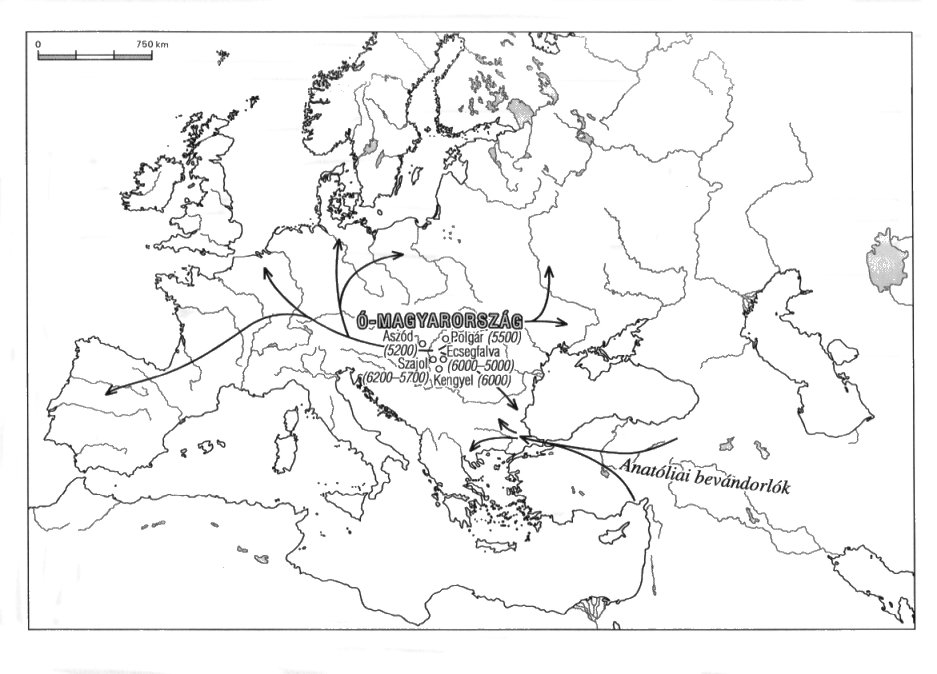 0 750 km
Ó-MAGYARORSZÁG
Aszód Polgár (5500)
(5200) Ecsegfalva
Szajol (6000–5000)
(6200–5700) Kengyel (6000)
Anatóliai bevándorlók